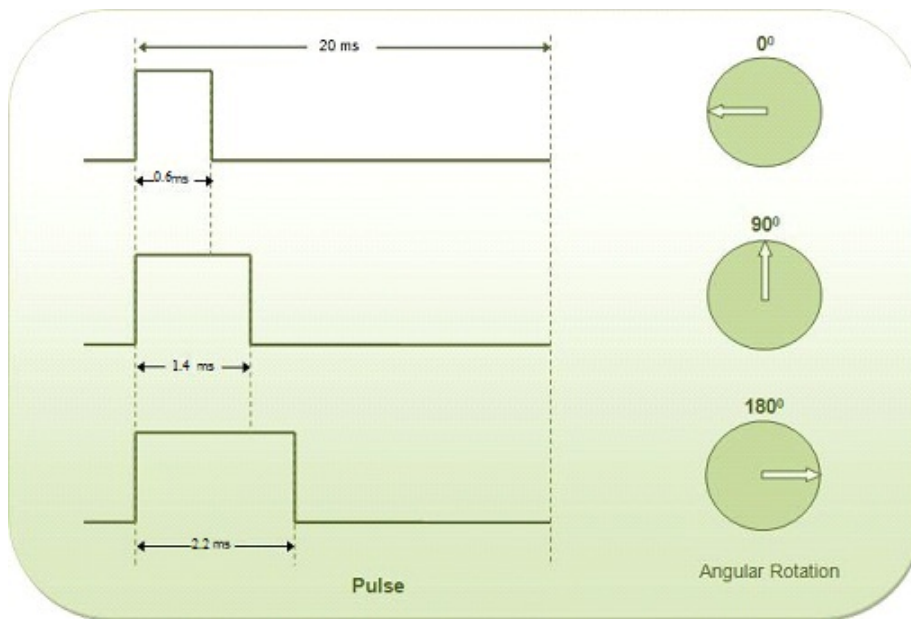 20 ms
0⁰
0.6ms
90⁰
1.4 ms
180⁰
2.2 ms
Pulse
Angular Rotation